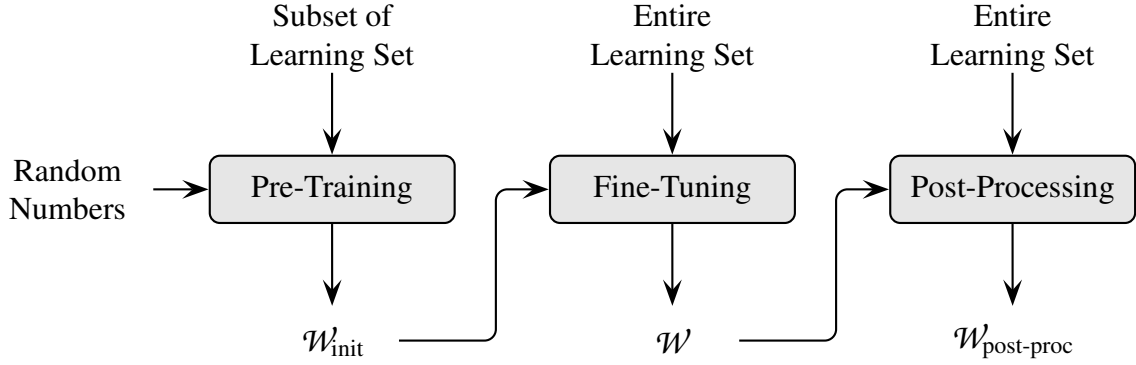 Subset of
Learning Set
Entire
Learning Set
Entire
Learning Set
Random
Numbers
Pre-Training
Fine-Tuning
Post-Processing
𝒲init
𝒲
𝒲post-proc